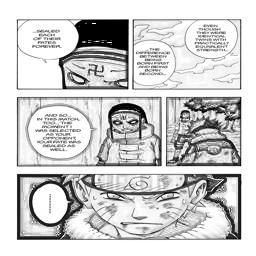 EVEN
THOUGH
THEY WERE
IDENTICAL
TWINS WITH
PRACTICALLY
EQUIVALENT
STRENGTH,
...THE
DIFFERENCE
BETWEEN
BEING
BORN FIRST
AND BEING
BORN
SECOND...
...SEALED
EACH
OF THEIR
FATES
FOREVER.
AND SO...
IN THIS MATCH,
TOO... THE
MOMENT I
WAS SELECTED
AS YOUR
OPPONENT,
YOUR FATE WAS
SEALED AS
WELL.